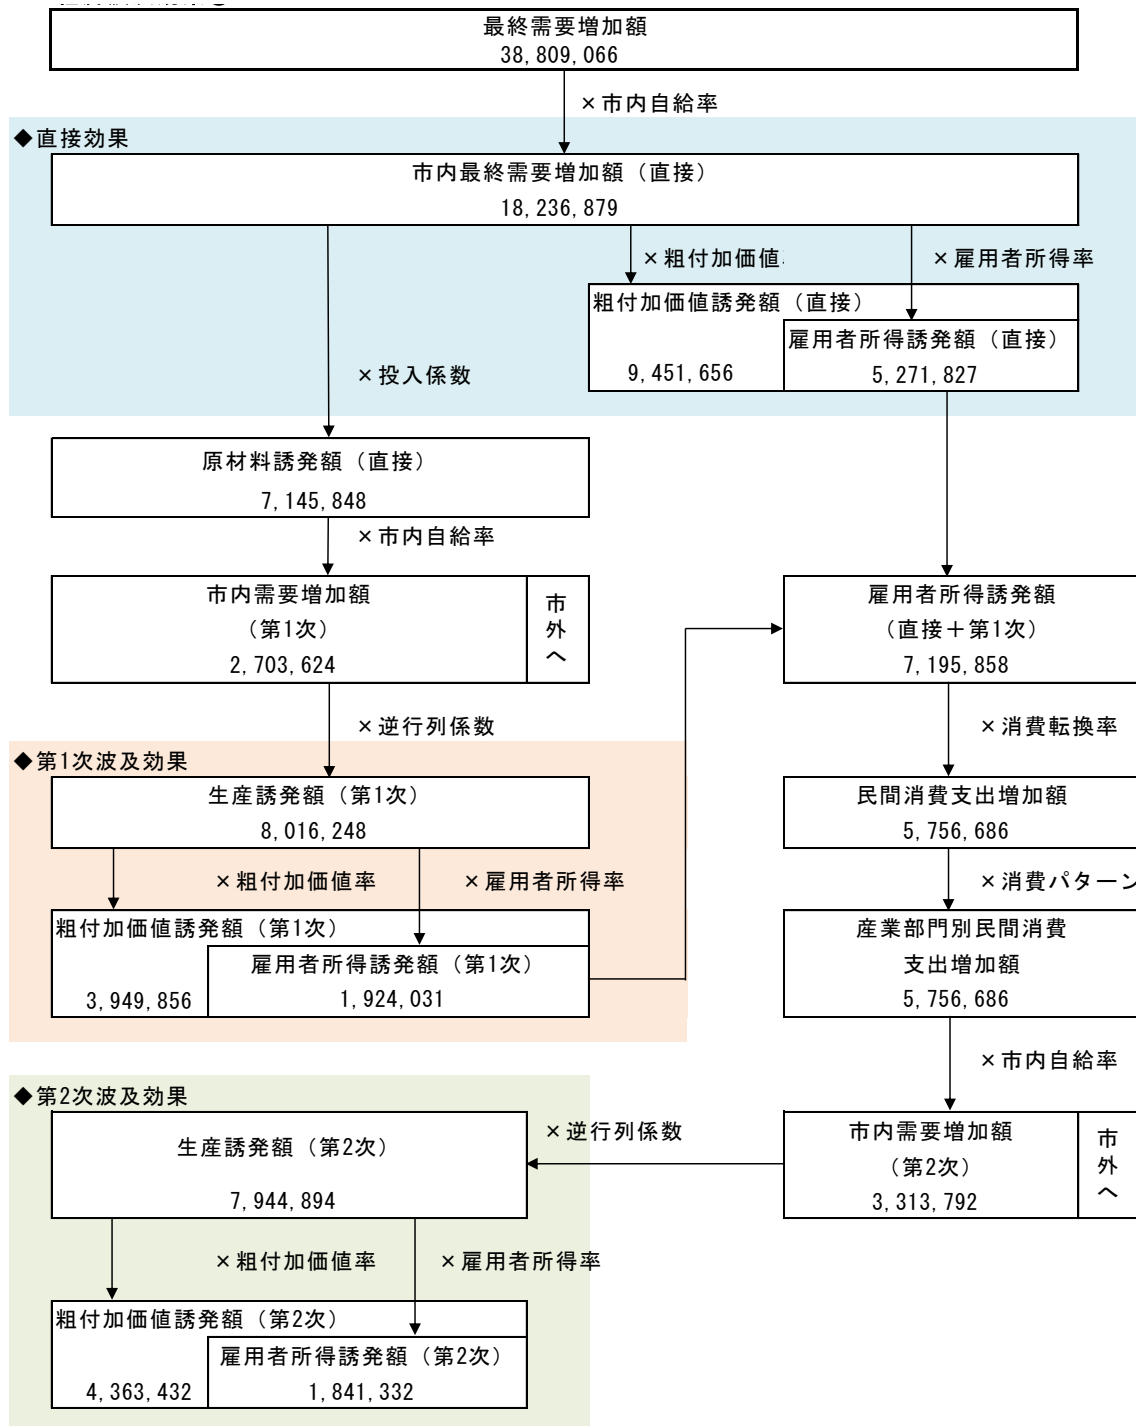 最終需要増加額
38,809,066
×市内自給率
◆直接効果
市内最終需要増加額（直接）
18,236,879
×粗付加価値
×雇用者所得率
粗付加価値誘発額（直接）
雇用者所得誘発額（直接）
9,451,656
5,271,827
×投入係数
原材料誘発額（直接）
7,145,848
×市内自給率
市内需要増加額
（第1次）
2,703,624
市外へ
雇用者所得誘発額
（直接＋第1次）
7,195,858
×逆行列係数
×消費転換率
◆第1次波及効果
生産誘発額（第1次）
8,016,248
民間消費支出増加額
5,756,686
×粗付加価値率
×雇用者所得率
×消費パターン
粗付加価値誘発額（第1次）
雇用者所得誘発額（第1次）
3,949,856
1,924,031
産業部門別民間消費
支出増加額
5,756,686
×市内自給率
◆第2次波及効果
生産誘発額（第2次）
7,944,894
×逆行列係数
市内需要増加額
（第2次）
3,313,792
市外へ
×粗付加価値率
×雇用者所得率
粗付加価値誘発額（第2次）
雇用者所得誘発額（第2次）
4,363,432
1,841,332